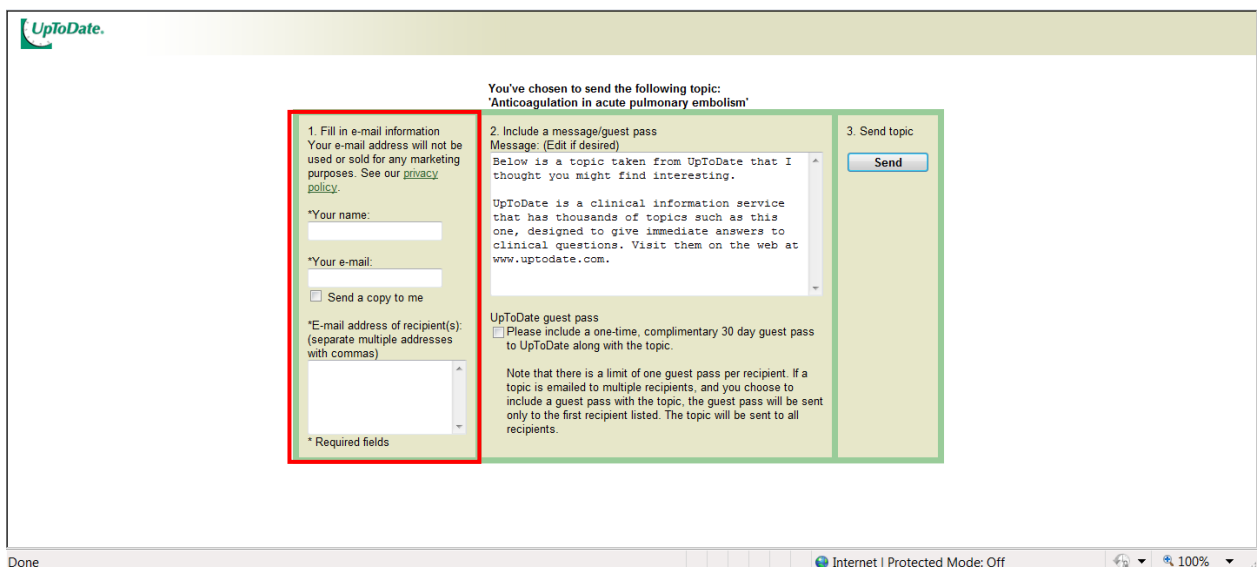 UpToDate.
You've chosen to send the following topic:
'Anticoagulation in acute pulmonary embolism'
1. Fill in e-mail information
Your e-mail address will not be
used or sold for any marketing
purposes. See our privacy
policy.
*Your name:
*Your e-mail:
Send a copy to me
*E-mail address of recipient(s):
(separate multiple addresses
with commas)
* Required fields
2. Include a message/guest pass
Message: (Edit if desired)
Below is a topic taken from UpToDate that I
thought you might find interesting.
UpToDate is a clinical information service
that has thousands of topics such as this
one, designed to give immediate answers to
clinical questions. Visit them on the web at
www.uptodate.com.
UpToDate guest pass
Please include a one-time, complimentary 30 day guest pass
to UpToDate along with the topic.
Note that there is a limit of one guest pass per recipient. If a
topic is emailed to multiple recipients, and you choose to
include a guest pass with the topic, the guest pass will be sent
only to the first recipient listed. The topic will be sent to all
recipients.
3. Send topic
Send
Done
Internet | Protected Mode: Off
100%